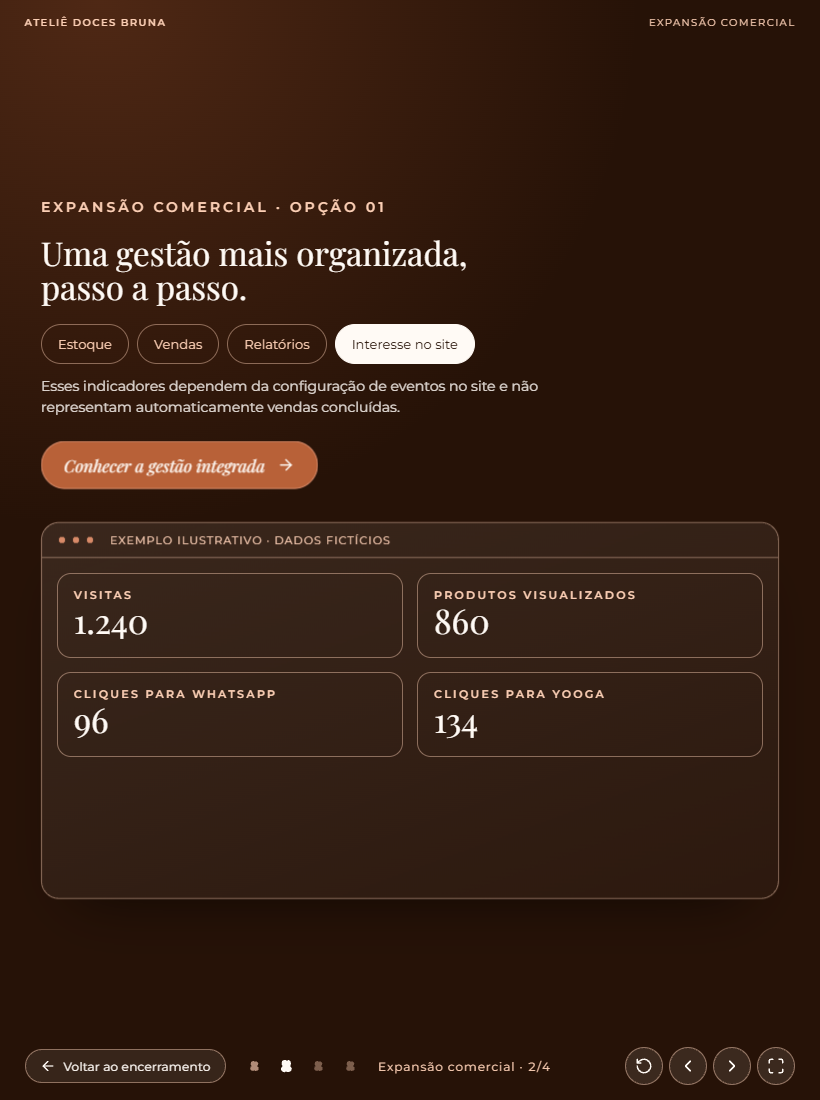 ATELIÊ DOCES BRUNA
EXPANSÃO COMERCIAL
EXPANSÃO COMERCIAL · OPÇÃO 01
Uma gestão mais organizada,
passo a passo.
Estoque
Vendas
Relatórios
Interesse no site
Esses indicadores dependem da configuração de eventos no site e não
representam automaticamente vendas concluídas.
Conhecer a gestão integrada
EXEMPLO ILUSTRATIVO · DADOS FICTÍCIOS
VISITAS
1.240
PRODUTOS VISUALIZADOS
860
CLIQUES PARA WHATSAPP
96
CLIQUES PARA YOOGA
134
Voltar ao encerramento
Expansão comercial · 2/4